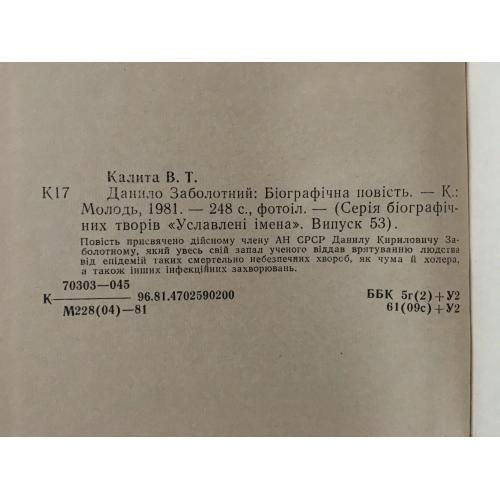 Калита В. Т.
К17 Данило Заболотний: Біографічна повість. — К.:
Молодь, 1981. — 248 с., фотоіл. — (Серія біографіч-
них творів «Уславлені імена». Випуск 53).
Повість присвячено дійсному члену АН СРСР Данилу Кириловичу За-
болотному, який увесь свій запал ученого віддав врятуванню людства
від епідемій таких смертельно небезпечних хвороб, як чума й холера,
а також інших інфекційних захворювань.
70303—045
К——— 96.81.4702590200 ББК 5г(2)+У2
М228(04)—81 61(09с)+У2